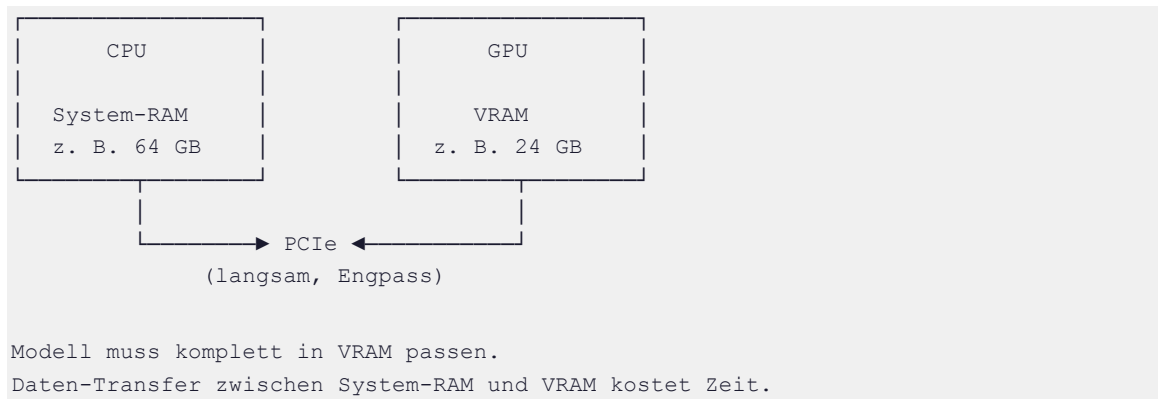 CPU GPU
System-RAM VRAM
z. B. 64 GB z. B. 24 GB
PCIe
(langsam, Engpass)
Modell muss komplett in VRAM passen.
Daten-Transfer zwischen System-RAM und VRAM kostet Zeit.